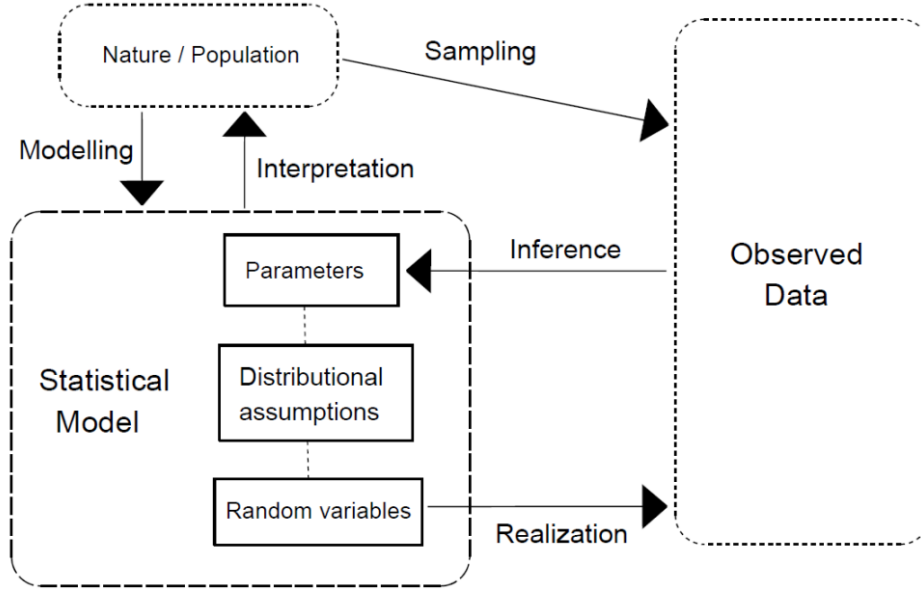 Nature / Population
Sampling
Modelling
Interpretation
Parameters
Inference
Observed
Data
Statistical
Model
Distributional
assumptions
Random variables
Realization